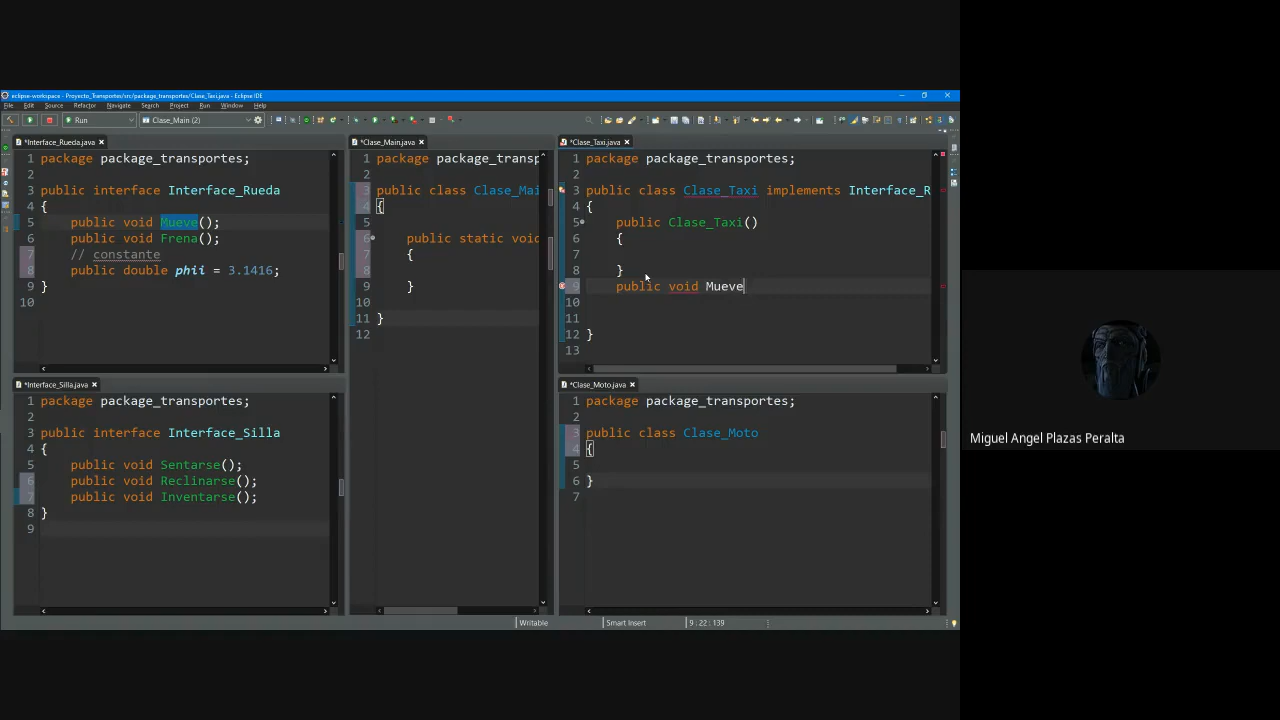 eclipse-workspace - Proyecto_Transportes/src/package_transportes/Clase_Taxi.java - Eclipse IDE
File Edit Source Refactor Navigate Search Project Run Window Help
Run
Clase_Main (2)
*Interface_Rueda.java
1 package package_transportes;
2
3 public interface Interface_Rueda
4 {
5 public void Mueve();
6 public void Frena();
7 // constante
8 public double phii = 3.1416;
9 }
10
*Interface_Silla.java
1 package package_transportes;
2
3 public interface Interface_Silla
4 {
5 public void Sentarse();
6 public void Reclinarse();
7 public void Inventarse();
8 }
9
*Clase_Main.java
1 package package_transp
2
3 public class Clase_Mai
4 {
5
6 public static void
7 {
8
9 }
10
11 }
12
*Clase_Taxi.java
1 package package_transportes;
2
3 public class Clase_Taxi implements Interface_R
4 {
5 public Clase_Taxi()
6 {
7
8 }
9 public void Mueve
10
11
12 }
13
*Clase_Moto.java
1 package package_transportes;
2
3 public class Clase_Moto
4 {
5
6 }
7
Writable
Smart Insert
9 : 22 : 139
Miguel Angel Plazas Peralta